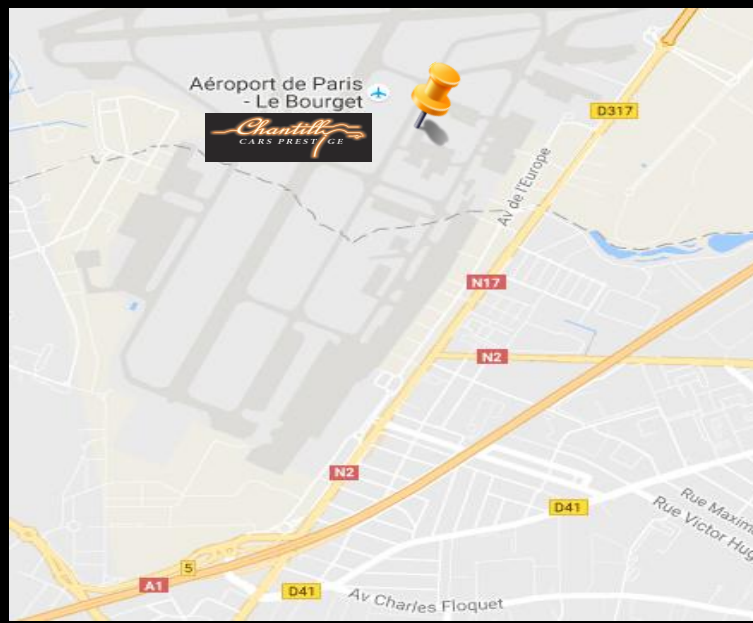 Aéroport de Paris
- Le Bourget
Chantilly
CARS PRESTIGE
D317
Av de l'Europe
N17
N2
N2
D41
Rue Maxim
Rue Victor Hug
5
A1
D41
Av Charles Floquet